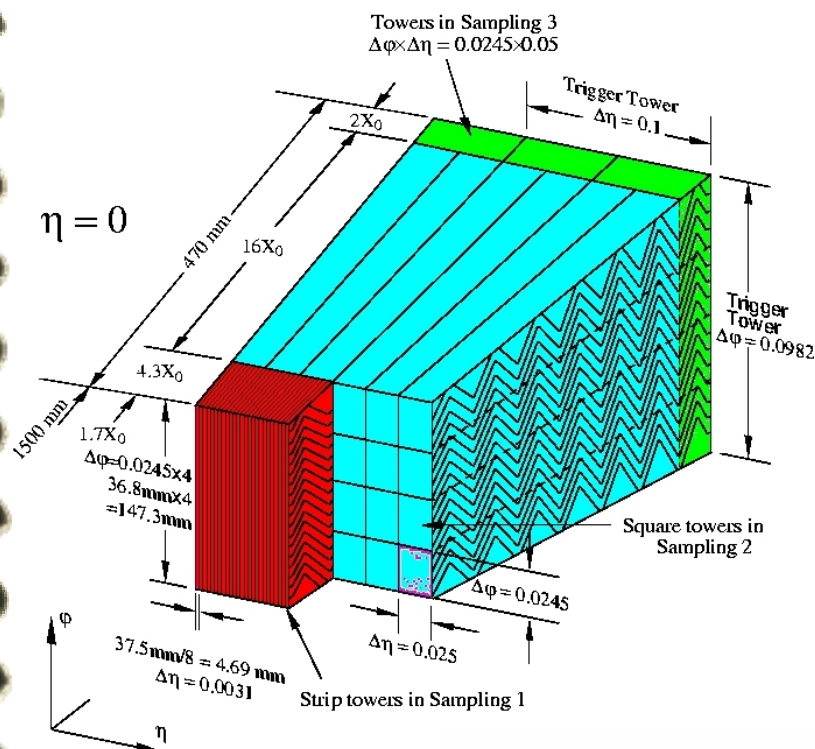 Towers in Sampling 3
Δφ×Δη = 0.0245×0.05
Trigger Tower
Δη = 0.1
2X₀
η = 0
470 mm
16X₀
Trigger
Tower
Δφ = 0.0982
4.3X₀
1500 mm
1.7X₀
Δφ=0.0245x4
36.8mmx4
=147.3mm
Square towers in
Sampling 2
Δφ = 0.0245
Δη = 0.025
37.5mm/8 = 4.69 mm
Δη = 0.0031
Strip towers in Sampling 1
φ
η